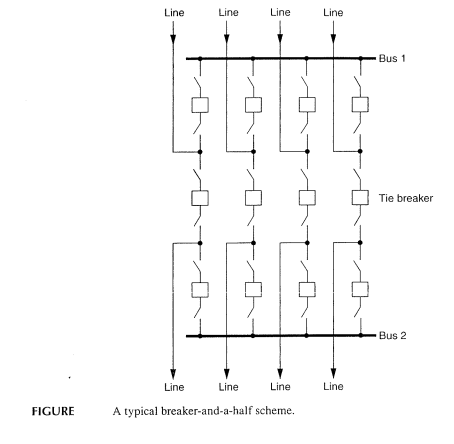 Line Line Line Line
Bus 1
Tie breaker
Bus 2
Line Line Line Line
FIGURE A typical breaker-and-a-half scheme.